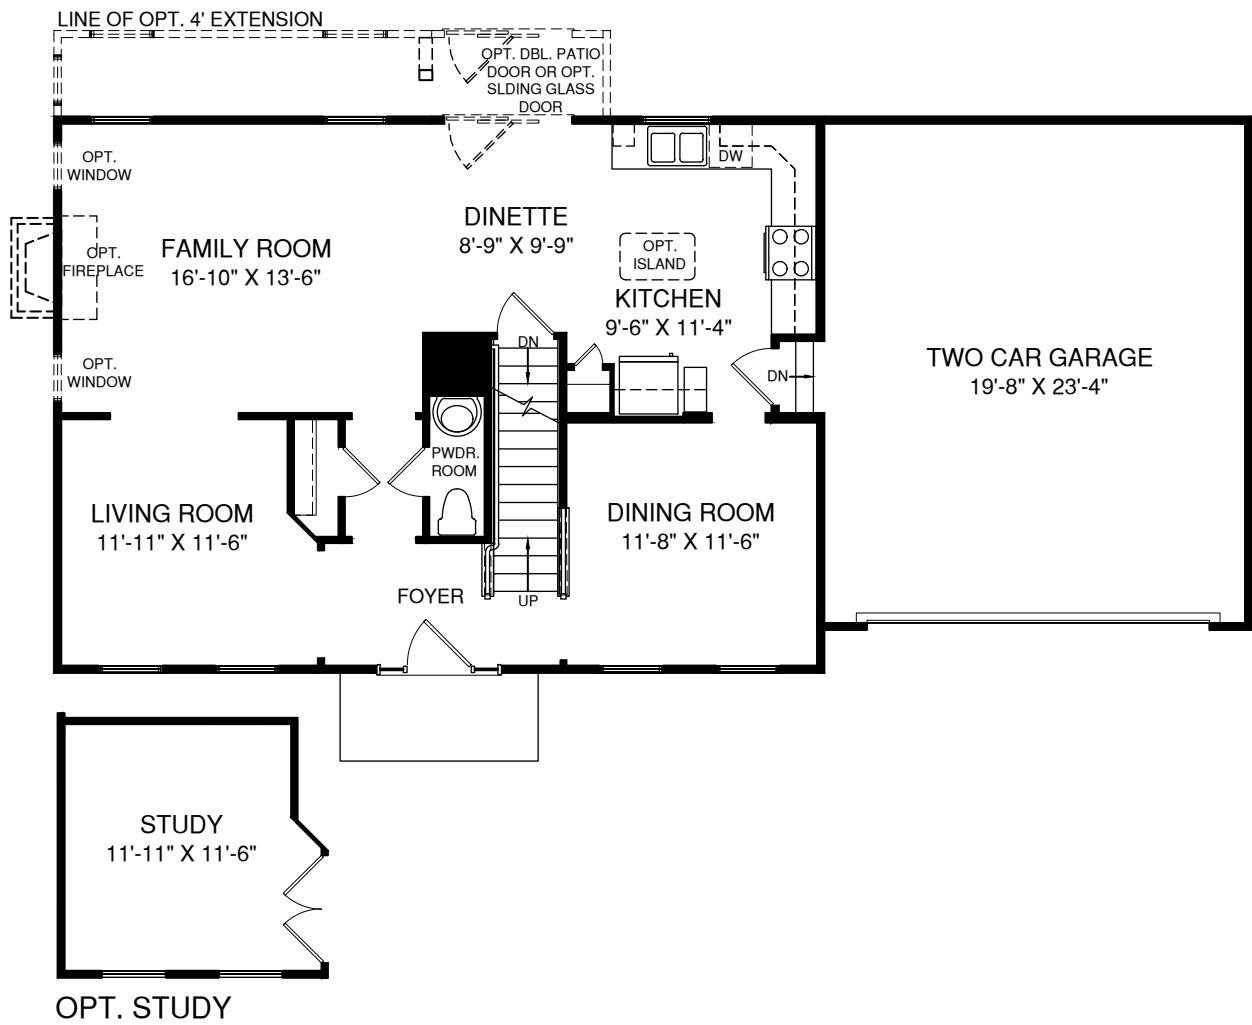 LINE OF OPT. 4' EXTENSION
OPT. DBL. PATIO
DOOR OR OPT.
SLDING GLASS
DOOR
OPT.
WINDOW
DW
DINETTE
8'-9" X 9'-9"
FAMILY ROOM
16'-10" X 13'-6"
OPT.
FIREPLACE
OPT.
ISLAND
KITCHEN
9'-6" X 11'-4"
DN
OPT.
WINDOW
DN
TWO CAR GARAGE
19'-8" X 23'-4"
PWDR.
ROOM
LIVING ROOM
11'-11" X 11'-6"
DINING ROOM
11'-8" X 11'-6"
FOYER
UP
STUDY
11'-11" X 11'-6"
OPT. STUDY